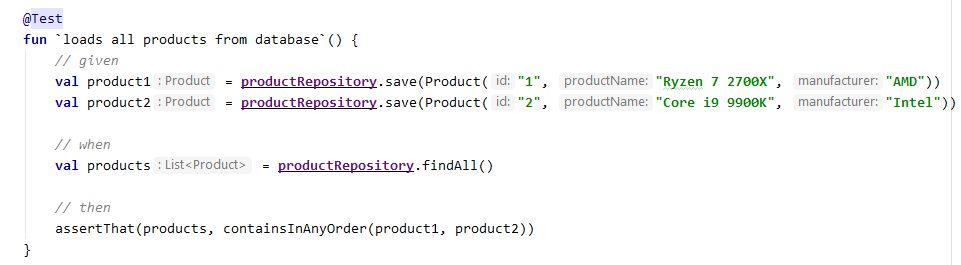 @Test
fun `loads all products from database`() {
// given
val product1 : Product = productRepository.save(Product( id: "1", productName: "Ryzen 7 2700X", manufacturer: "AMD"))
val product2 : Product = productRepository.save(Product( id: "2", productName: "Core i9 9900K", manufacturer: "Intel"))
// when
val products : List<Product> = productRepository.findAll()
// then
assertThat(products, containsInAnyOrder(product1, product2))
}